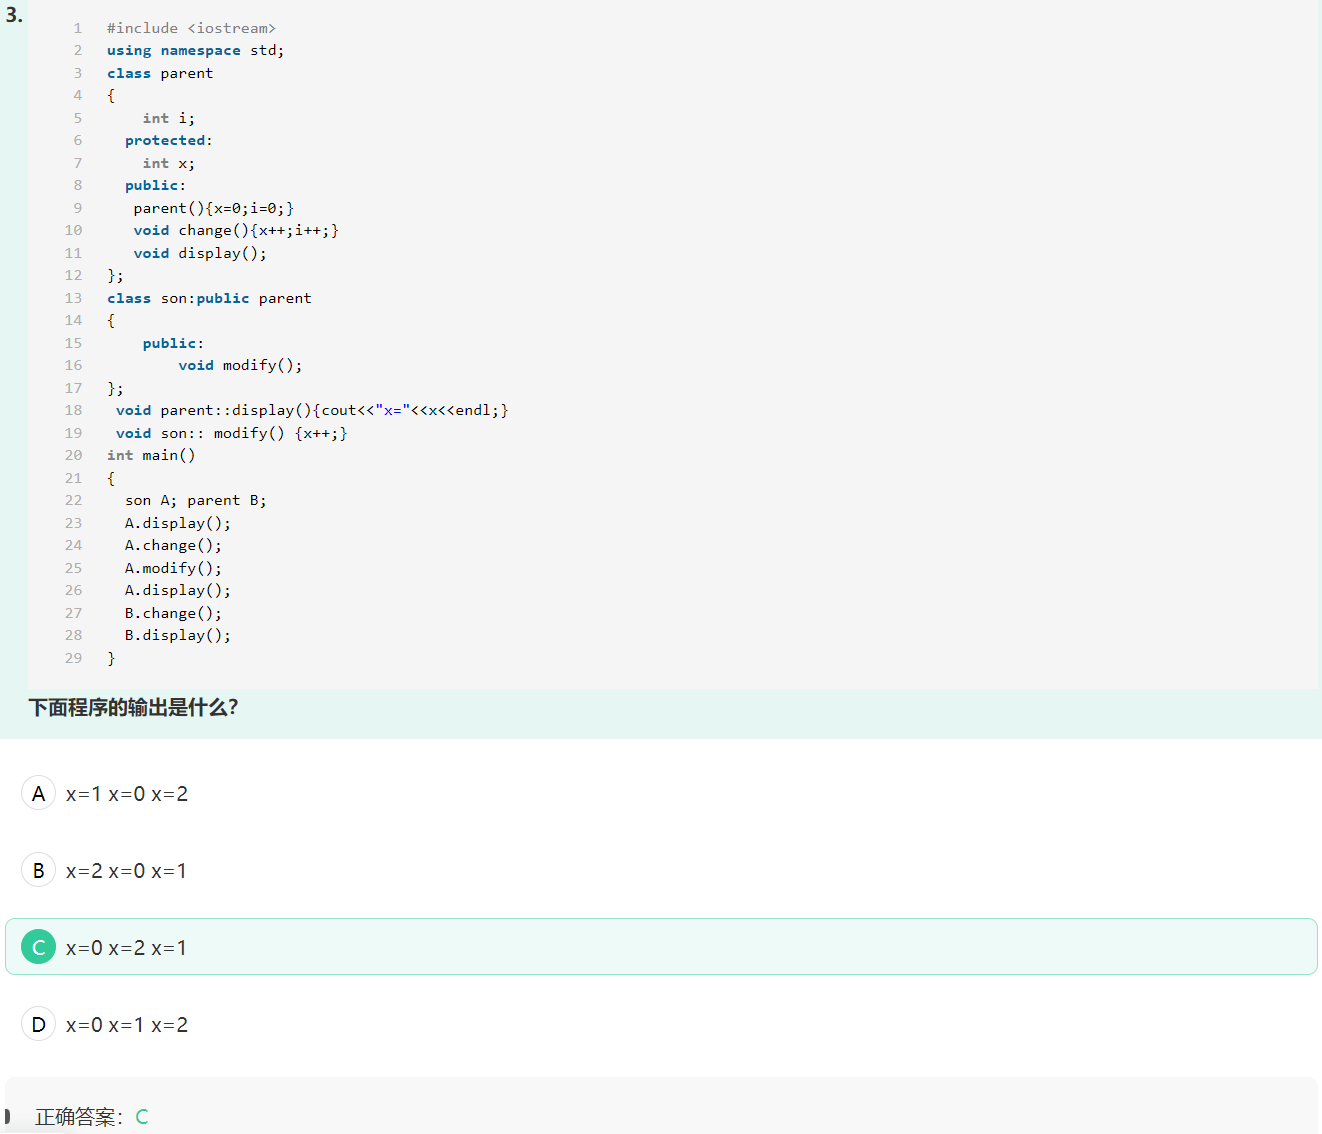 3.
1 #include <iostream>
2 using namespace std;
3 class parent
4 {
5     int i;
6   protected:
7     int x;
8   public:
9    parent(){x=0;i=0;}
10    void change(){x++;i++;}
11    void display();
12 };
13 class son:public parent
14 {
15     public:
16         void modify();
17 };
18  void parent::display(){cout<<"x="<<x<<endl;}
19  void son:: modify() {x++;}
20 int main()
21 {
22   son A; parent B;
23   A.display();
24   A.change();
25   A.modify();
26   A.display();
27   B.change();
28   B.display();
29 }
下面程序的输出是什么？
A x=1 x=0 x=2
B x=2 x=0 x=1
C x=0 x=2 x=1
D x=0 x=1 x=2
正确答案： C